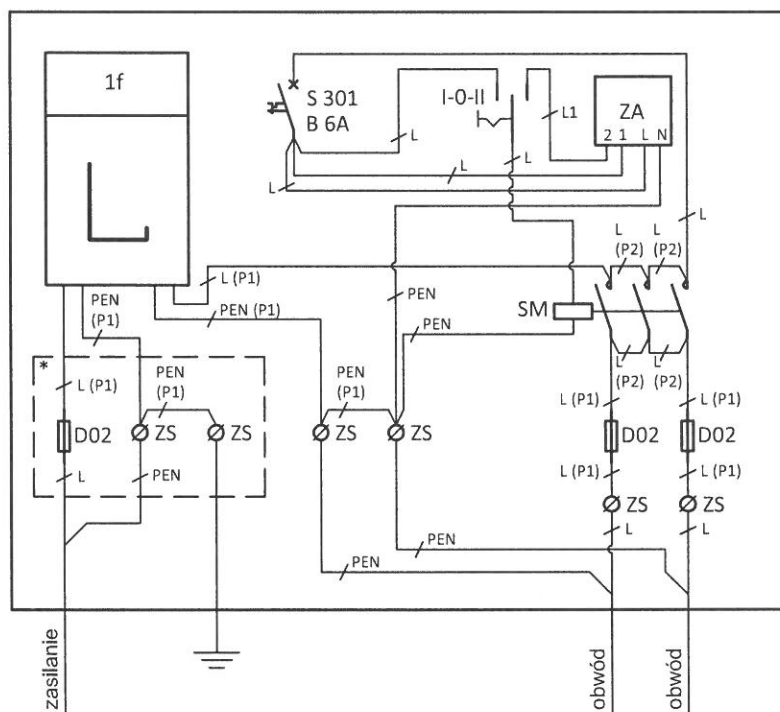 1f
S 301
B 6A
I-0-II
ZA
2 1 L N
L
L1
L
L
L
L
L (P1)
L
(P2)
L
(P2)
PEN
(P1)
PEN (P1)
PEN
PEN
SM
*
L (P1)
PEN
(P1)
PEN
(P1)
L
(P2)
L
(P2)
L (P1)
L (P1)
D02
ZS
ZS
ZS
ZS
D02
D02
L
PEN
L (P1)
L (P1)
ZS
ZS
L
L
PEN
PEN
zasilanie
obwód
obwód